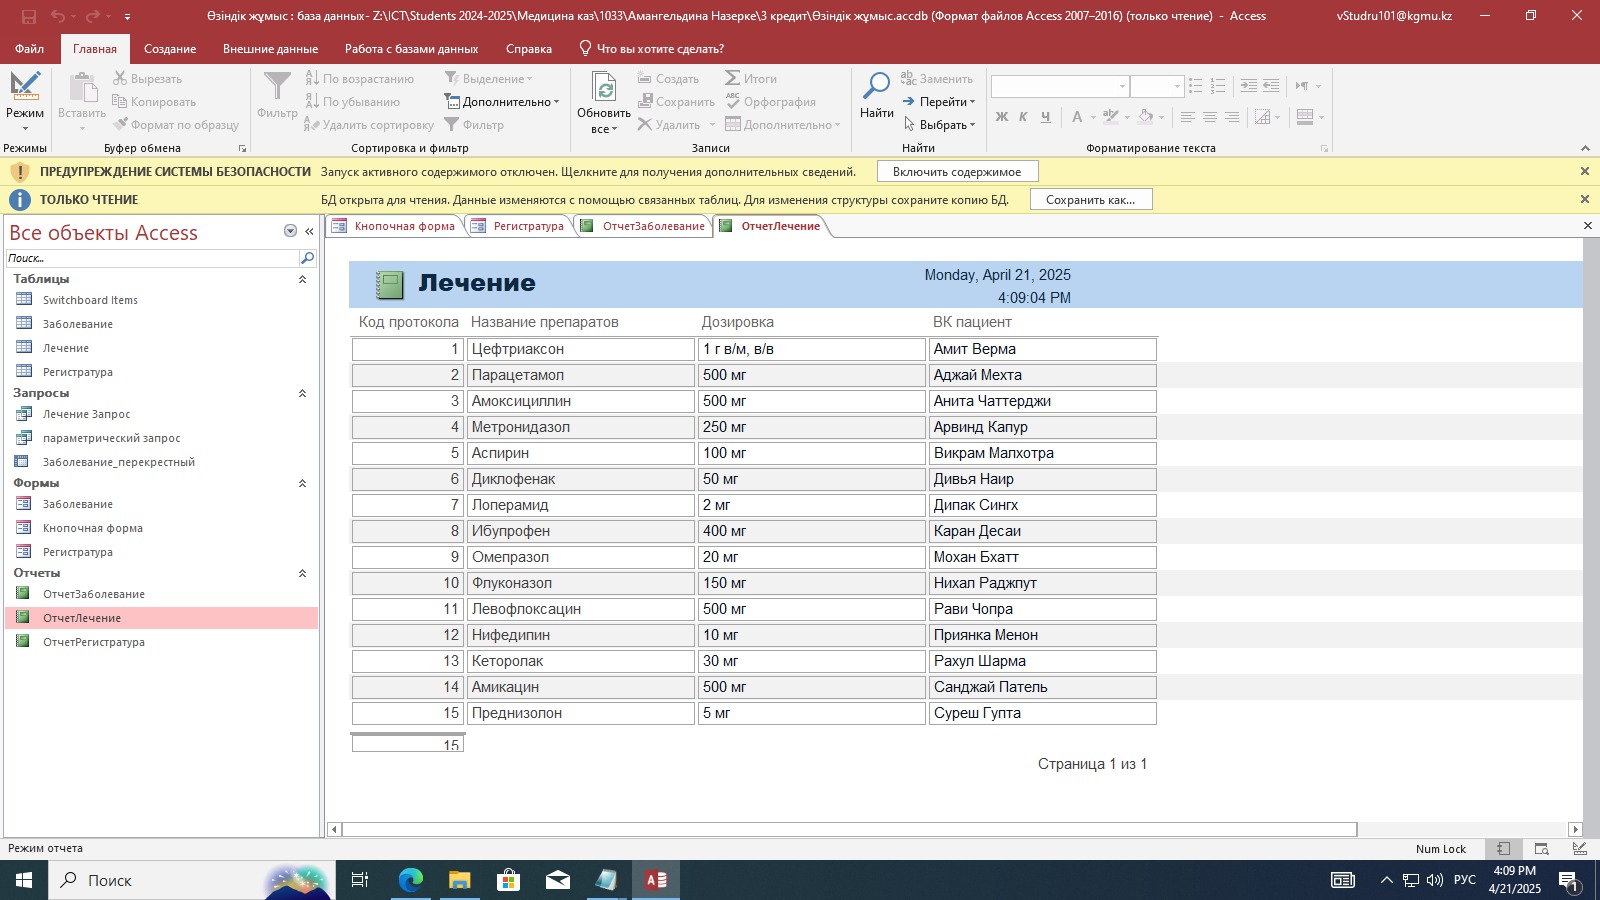 Өзіндік жұмыс : база данных- Z:\ICT\Students 2024-2025\Медицина каз\1033\Амангельдина Назерке\3 кредит\Өзіндік жұмыс.accdb (Формат файлов Access 2007–2016) (только чтение) - Access
vStudru101@kgmu.kz
Файл Главная Создание Внешние данные Работа с базами данных Справка Что вы хотите сделать?
Режим
Режимы
Вставить
Вырезать
Копировать
Формат по образцу
Буфер обмена
Фильтр
По возрастанию
По убыванию
Удалить сортировку
Выделение
Дополнительно
Фильтр
Сортировка и фильтр
Обновить
все
Создать
Сохранить
Удалить
Итоги
Орфография
Дополнительно
Записи
Найти
Заменить
Перейти
Выбрать
Найти
Ж К Ч
Форматирование текста
ПРЕДУПРЕЖДЕНИЕ СИСТЕМЫ БЕЗОПАСНОСТИ Запуск активного содержимого отключен. Щелкните для получения дополнительных сведений. Включить содержимое
ТОЛЬКО ЧТЕНИЕ БД открыта для чтения. Данные изменяются с помощью связанных таблиц. Для изменения структуры сохраните копию БД. Сохранить как...
Все объекты Access
Поиск...
Таблицы
Switchboard Items
Заболевание
Лечение
Регистратура
Запросы
Лечение Запрос
параметрический запрос
Заболевание_перекрестный
Формы
Заболевание
Кнопочная форма
Регистратура
Отчеты
ОтчетЗаболевание
ОтчетЛечение
ОтчетРегистратура
Кнопочная форма Регистратура ОтчетЗаболевание ОтчетЛечение
Лечение
Monday, April 21, 2025
4:09:04 PM
Код протокола Название препаратов Дозировка ВК пациент
1 Цефтриаксон 1 г в/м, в/в Амит Верма
2 Парацетамол 500 мг Аджай Мехта
3 Амоксициллин 500 мг Анита Чаттерджи
4 Метронидазол 250 мг Арвинд Капур
5 Аспирин 100 мг Викрам Малхотра
6 Диклофенак 50 мг Дивья Наир
7 Лоперамид 2 мг Дипак Сингх
8 Ибупрофен 400 мг Каран Десаи
9 Омепразол 20 мг Мохан Бхатт
10 Флуконазол 150 мг Нихал Раджпут
11 Левофлоксацин 500 мг Рави Чопра
12 Нифедипин 10 мг Приянка Менон
13 Кеторолак 30 мг Рахул Шарма
14 Амикацин 500 мг Санджай Патель
15 Преднизолон 5 мг Суреш Гупта
15
Страница 1 из 1
Режим отчета
Num Lock
Поиск
РУС
4:09 PM
4/21/2025
1